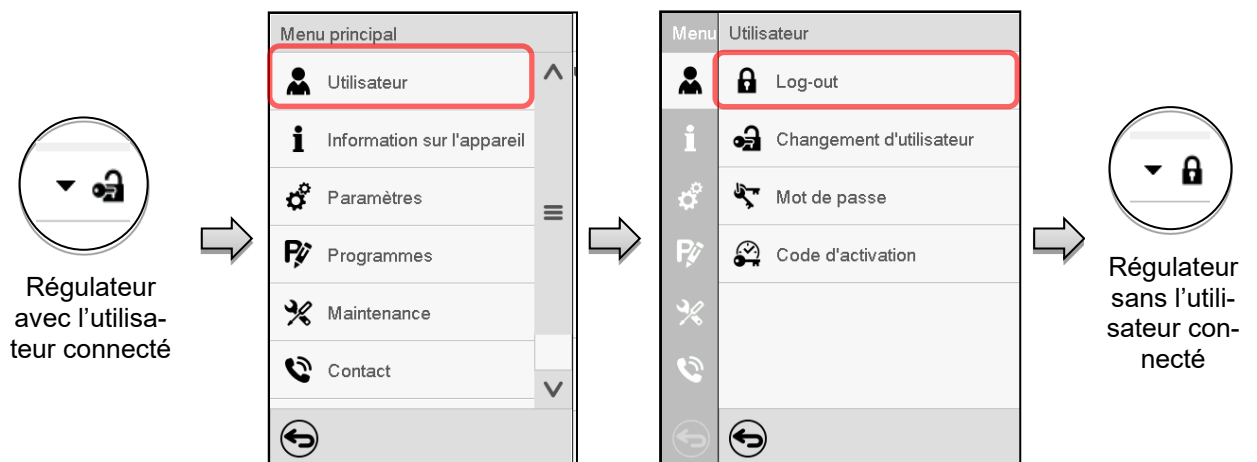 Régulateur
avec l’utilisa-
teur connecté
Menu principal
Utilisateur
Information sur l'appareil
Paramètres
Programmes
Maintenance
Contact
Menu
Utilisateur
Log-out
Changement d'utilisateur
Mot de passe
Code d'activation
Régulateur
sans l’utili-
sateur con-
necté